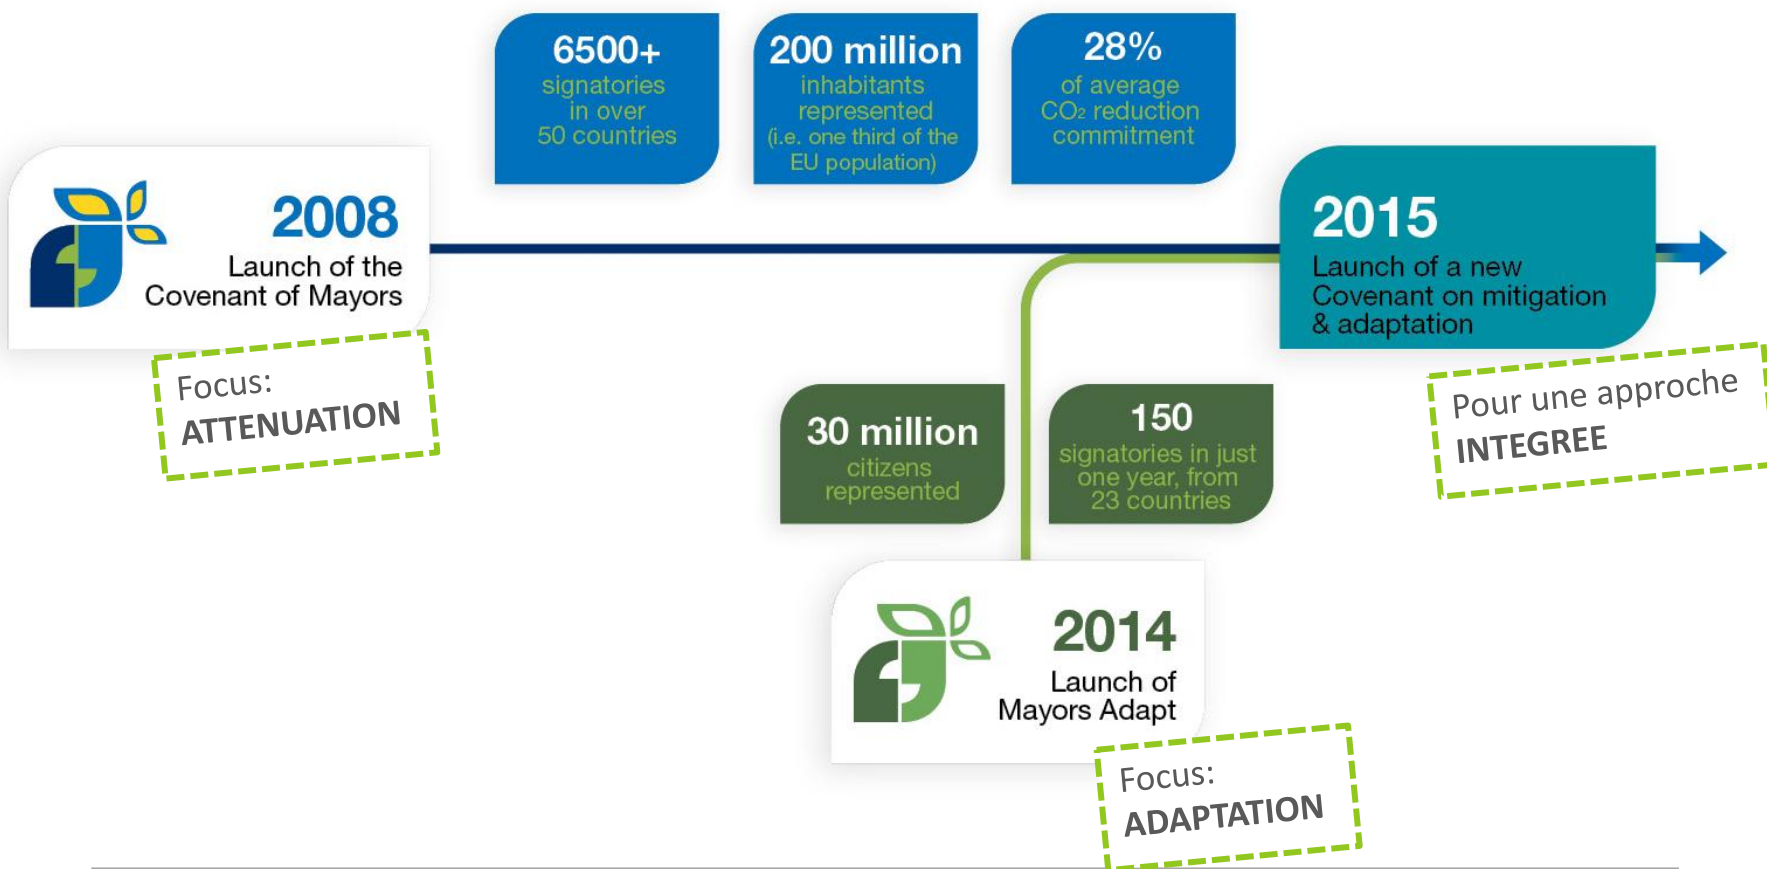 6500+
signatories
in over
50 countries
200 million
inhabitants
represented
(i.e. one third of the
EU population)
28%
of average
CO2 reduction
commitment
2008
Launch of the
Covenant of Mayors
Focus:
ATTENUATION
2015
Launch of a new
Covenant on mitigation
& adaptation
Pour une approche
INTEGREE
30 million
citizens
represented
150
signatories in just
one year, from
23 countries
2014
Launch of
Mayors Adapt
Focus:
ADAPTATION